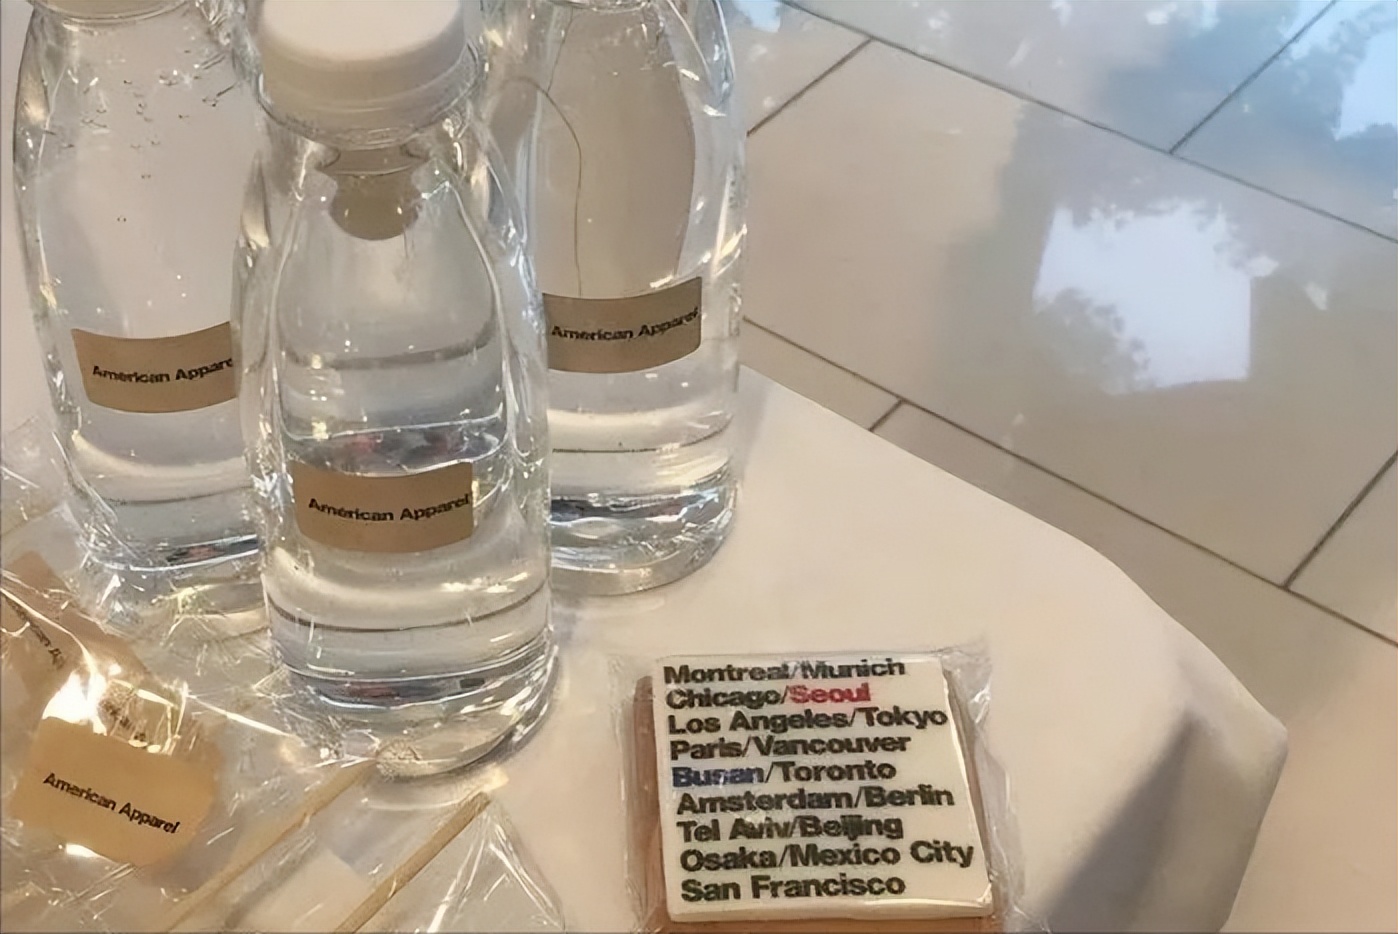 American Appare
American Apparel
American Apparel
American Apparel
Montreal/Munich
Chicago/Seoul
Los Angeles/Tokyo
Paris/Vancouver
Busan/Toronto
Amsterdam/Berlin
Tel Aviv/Beijing
Osaka/Mexico City
San Francisco